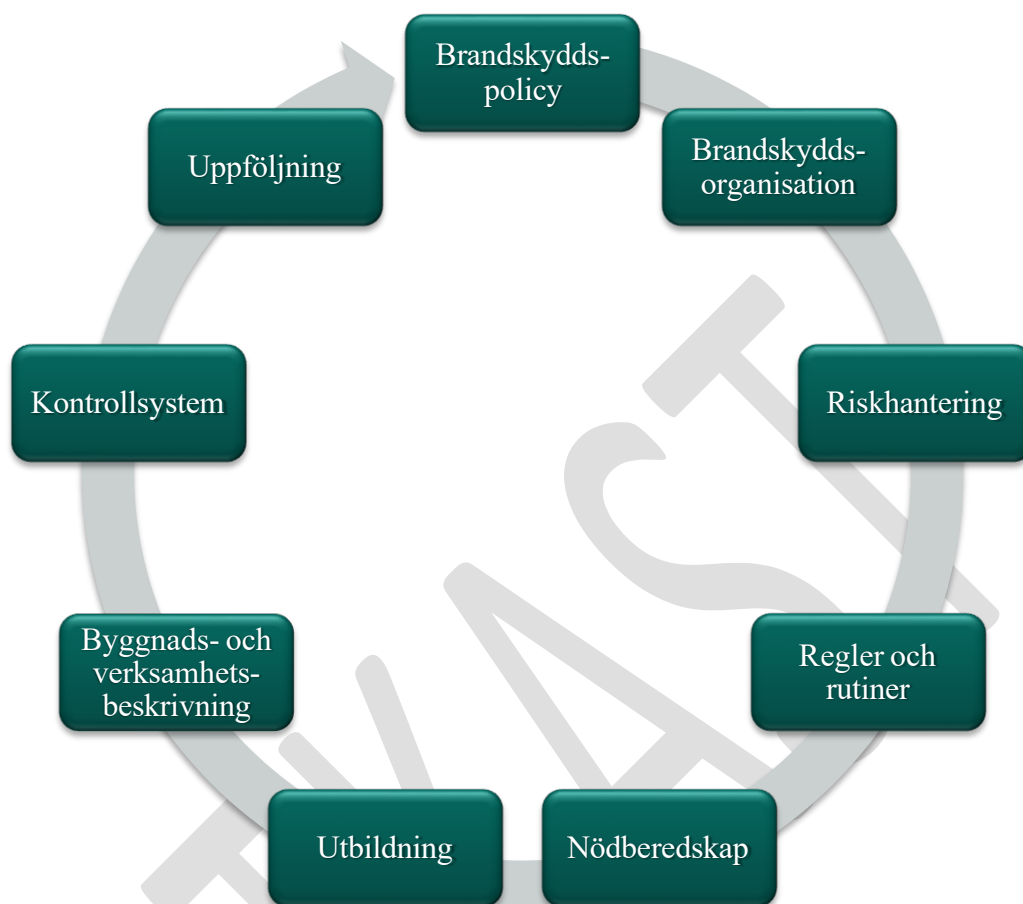 Brandskydds-
policy
Brandskydds-
organisation
Riskhantering
Regler och
rutiner
Nödberedskap
Utbildning
Byggnads- och
verksamhets-
beskrivning
Kontrollsystem
Uppföljning